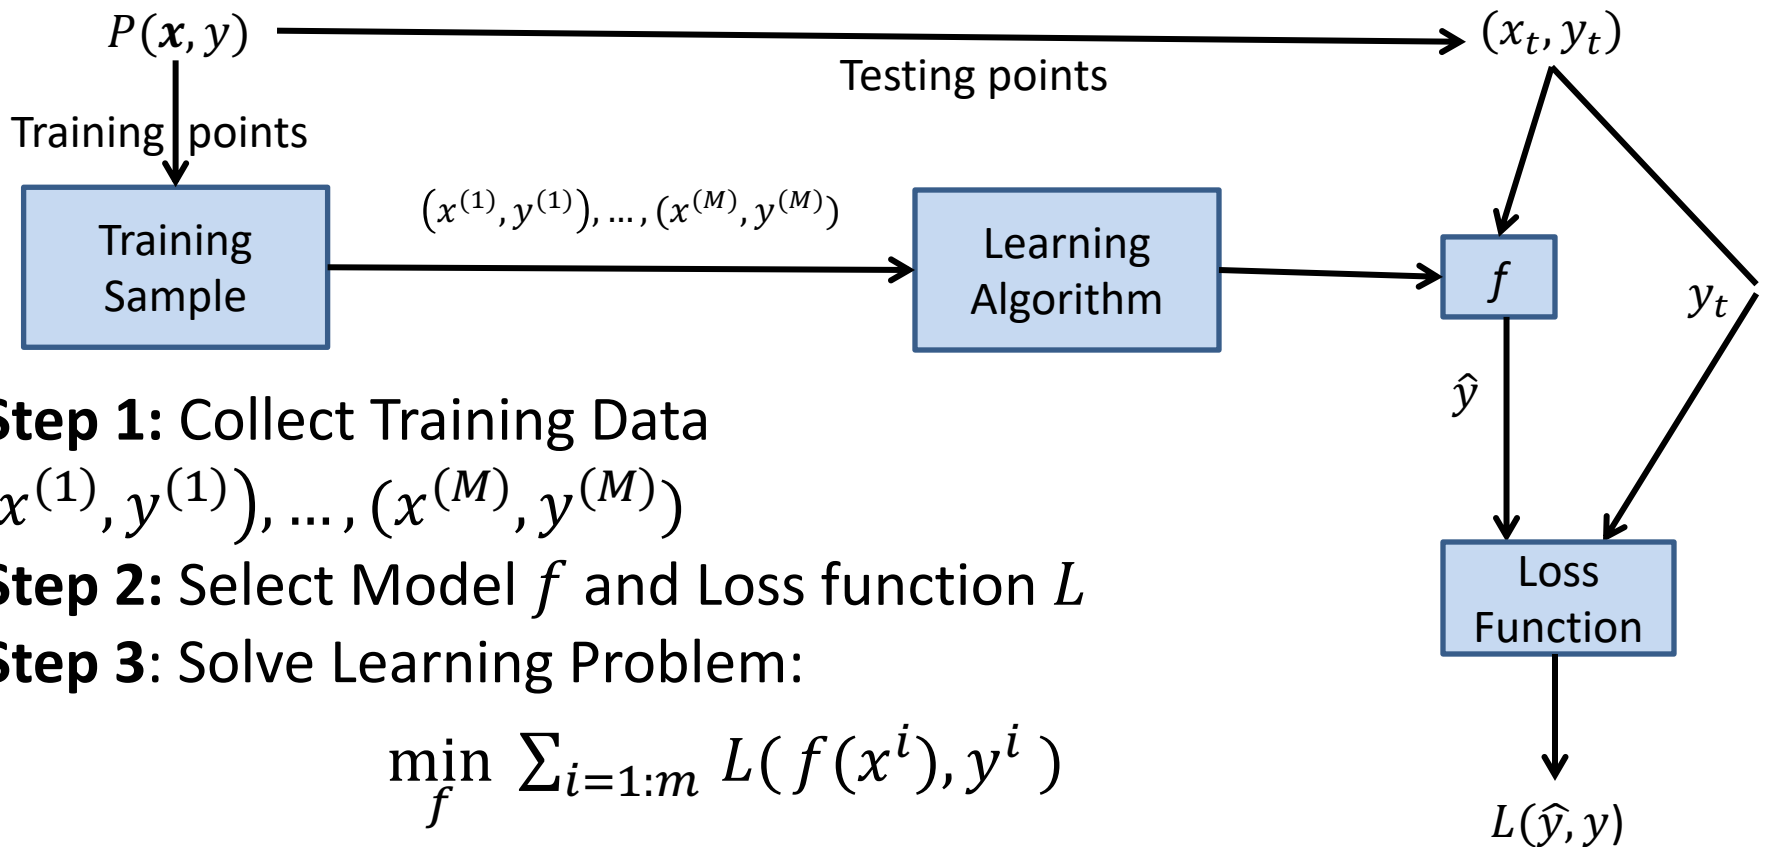 P(x, y)
(x_t, y_t)
Testing points
Training points
Training
Sample
(x^(1), y^(1)), … , (x^(M), y^(M))
Learning
Algorithm
f
y_t
ŷ
Step 1: Collect Training Data
x^(1), y^(1)), … , (x^(M), y^(M))
Step 2: Select Model f and Loss function L
Step 3: Solve Learning Problem:
min_f ∑_{i=1:m} L( f(x^i), y^i )
Loss
Function
L(ŷ, y)